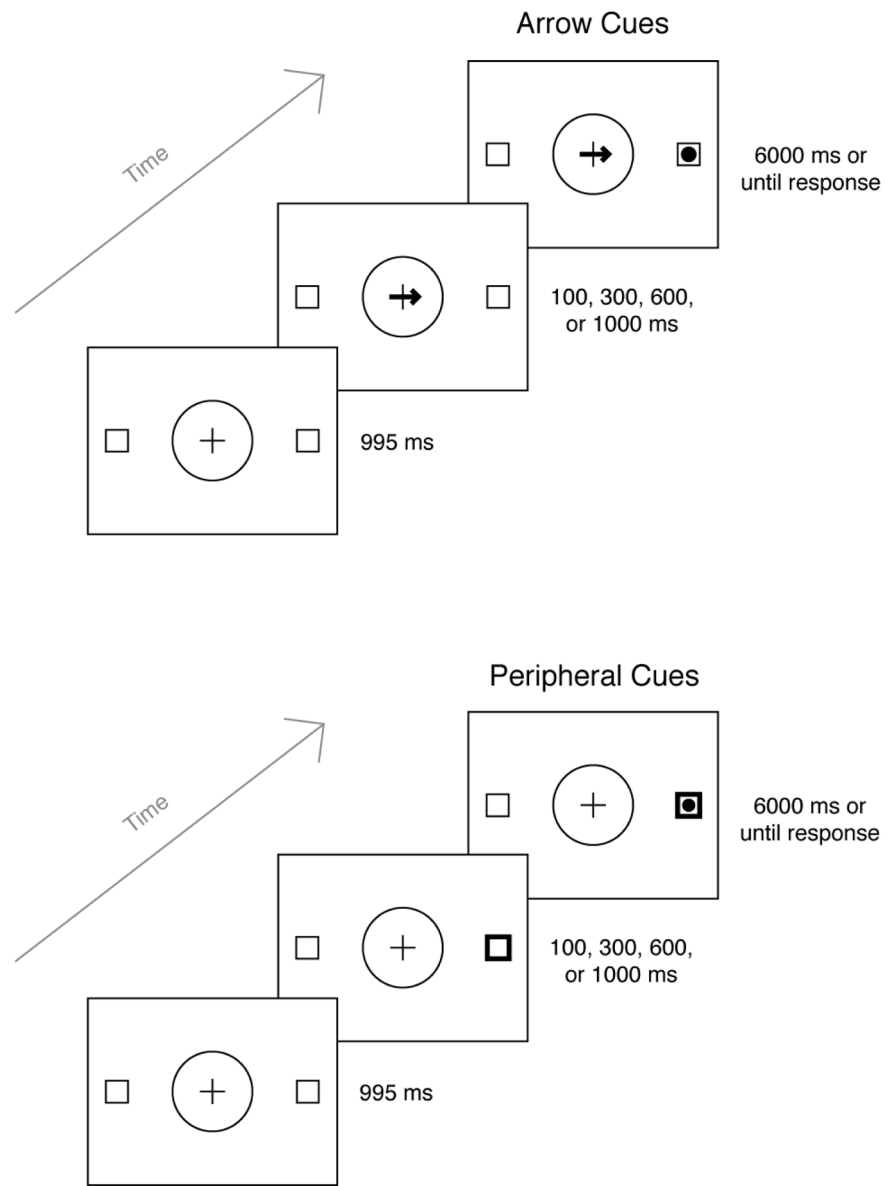 Arrow Cues
Time
6000 ms or
until response
100, 300, 600,
or 1000 ms
995 ms
Peripheral Cues
Time
6000 ms or
until response
100, 300, 600,
or 1000 ms
995 ms